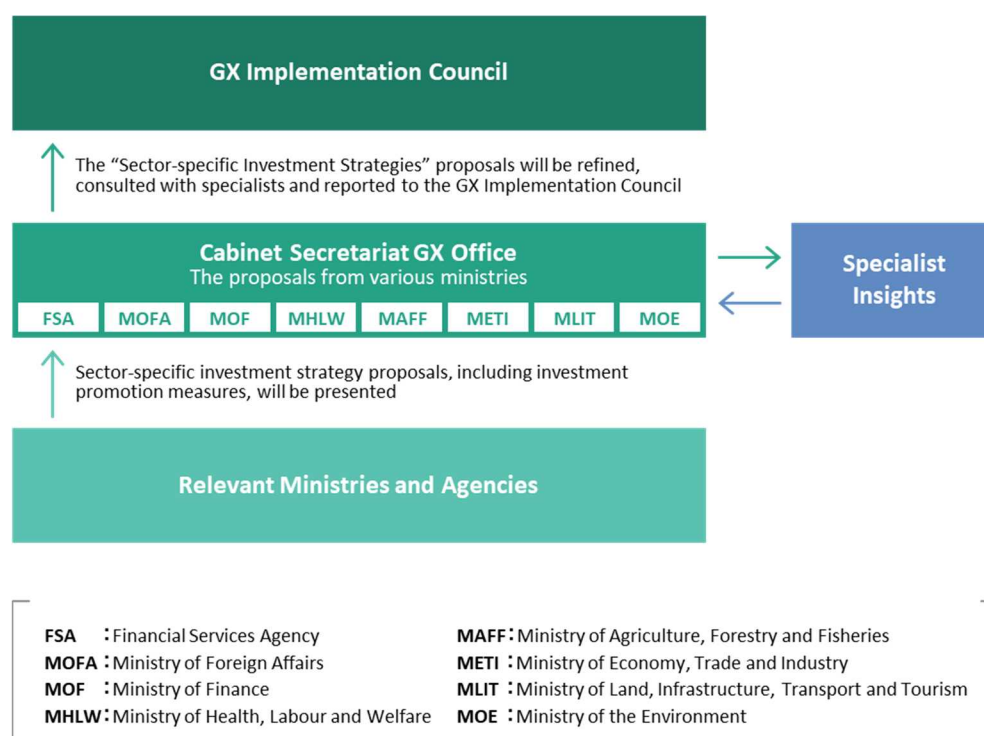 GX Implementation Council
The “Sector-specific Investment Strategies” proposals will be refined,
consulted with specialists and reported to the GX Implementation Council
Cabinet Secretariat GX Office
The proposals from various ministries
FSA MOFA MOF MHLW MAFF METI MLIT MOE
Specialist
Insights
Sector-specific investment strategy proposals, including investment
promotion measures, will be presented
Relevant Ministries and Agencies
FSA : Financial Services Agency
MOFA : Ministry of Foreign Affairs
MOF : Ministry of Finance
MHLW : Ministry of Health, Labour and Welfare
MAFF : Ministry of Agriculture, Forestry and Fisheries
METI : Ministry of Economy, Trade and Industry
MLIT : Ministry of Land, Infrastructure, Transport and Tourism
MOE : Ministry of the Environment